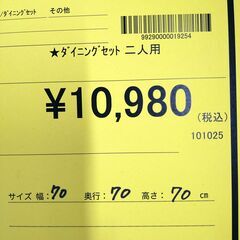 /ダイニングセット その他
99290000019254
★ダイニングセット 二人用
¥10,980
(税込)
101025
サイズ 幅: 70 奥行: 70 高さ: 70 cm